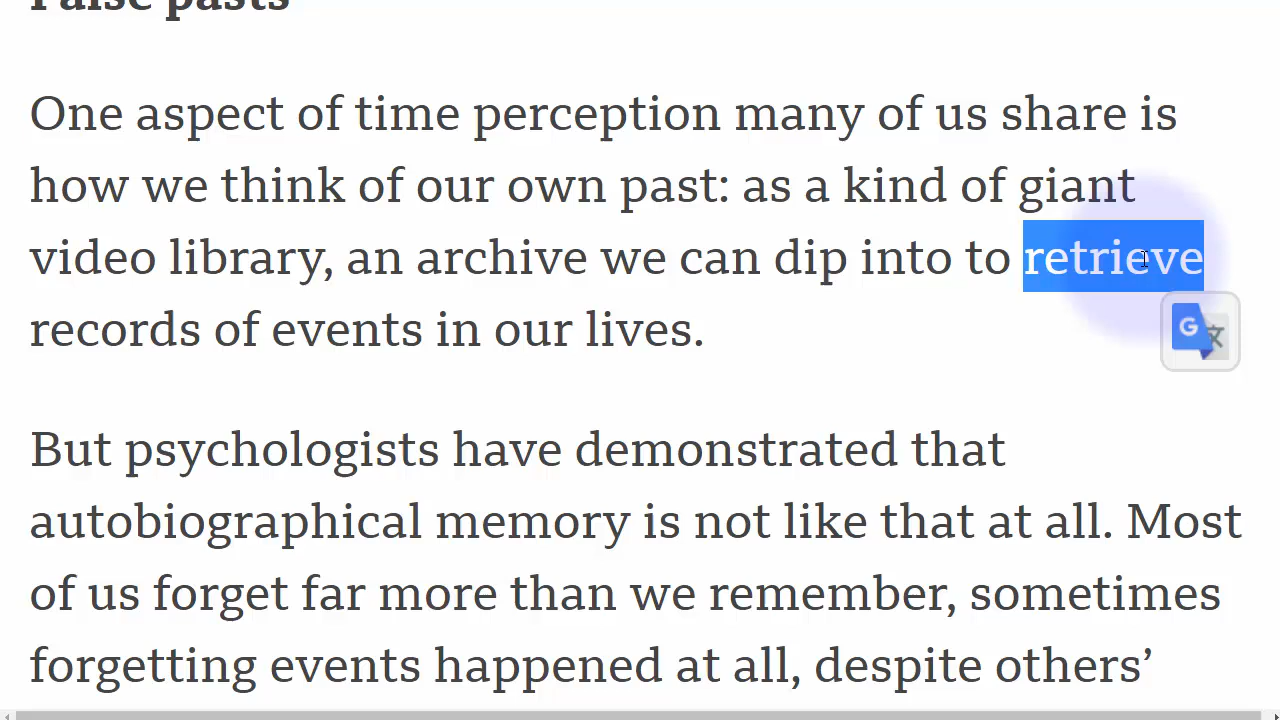 False pasts
One aspect of time perception many of us share is
how we think of our own past: as a kind of giant
video library, an archive we can dip into to retrieve
records of events in our lives.
But psychologists have demonstrated that
autobiographical memory is not like that at all. Most
of us forget far more than we remember, sometimes
forgetting events happened at all, despite others’